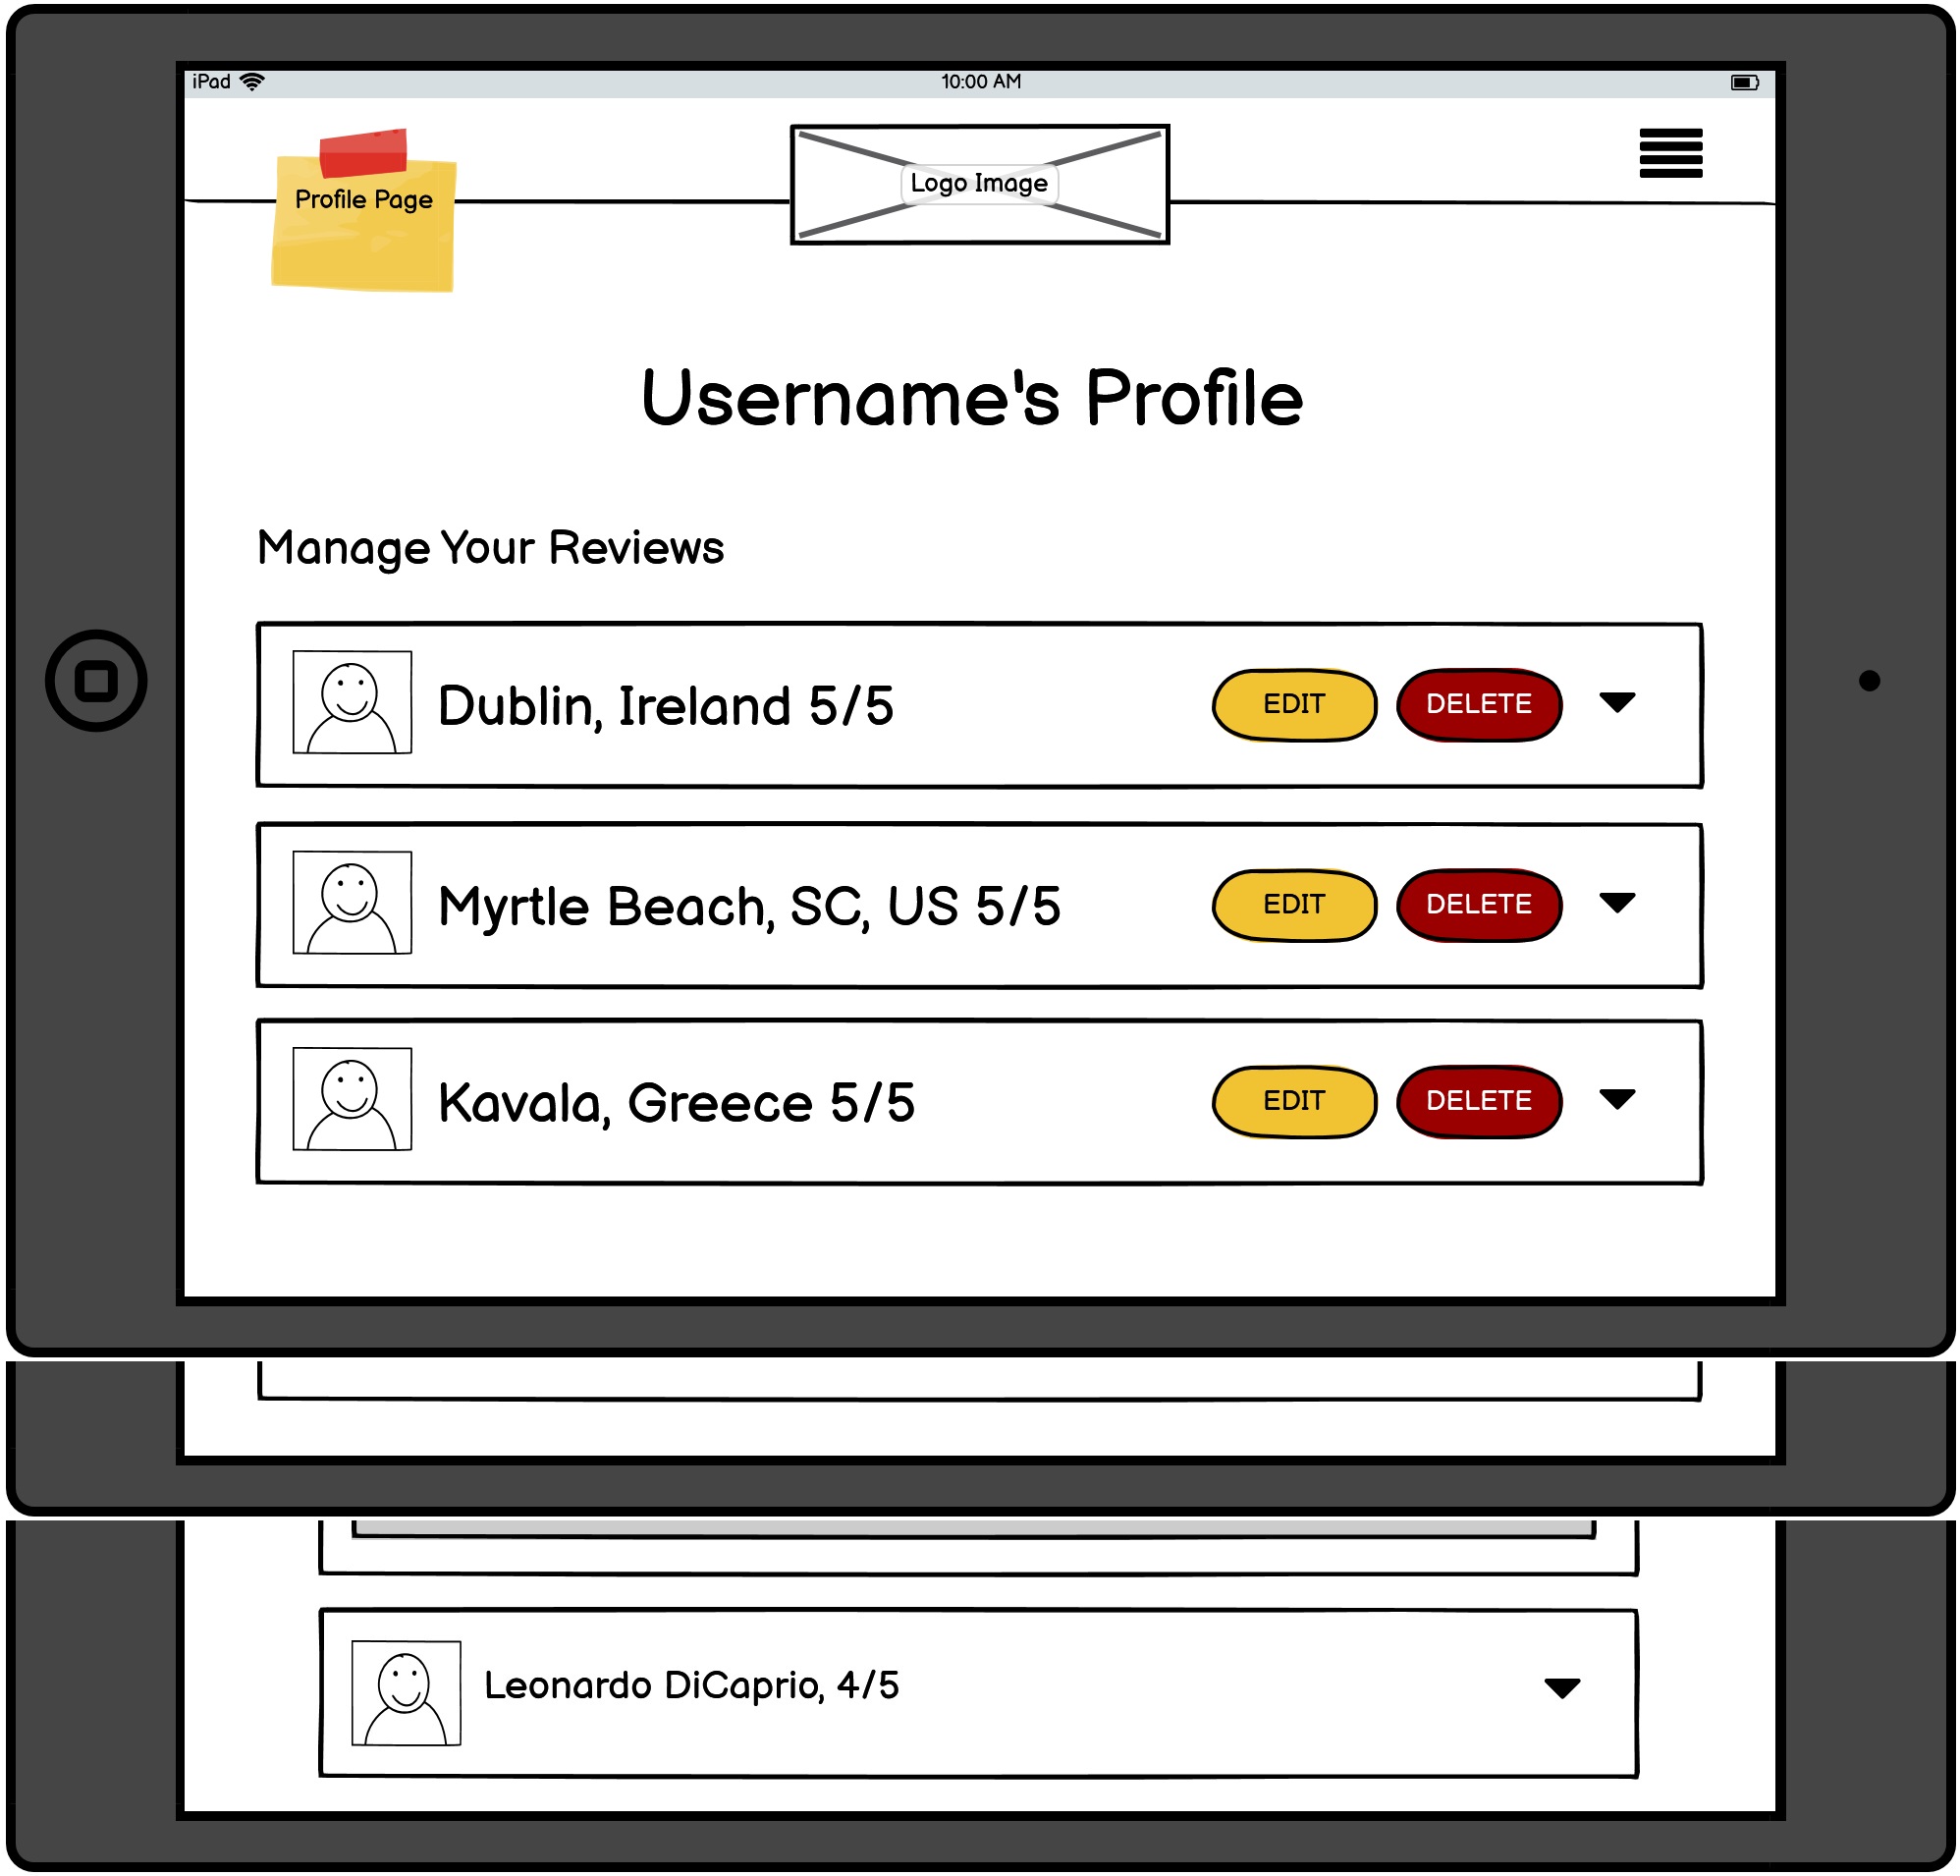 iPad 10:00 AM
Profile Page
Logo Image
Username's Profile
Manage Your Reviews
Dublin, Ireland 5/5 EDIT DELETE
Myrtle Beach, SC, US 5/5 EDIT DELETE
Kavala, Greece 5/5 EDIT DELETE
Leonardo DiCaprio, 4/5